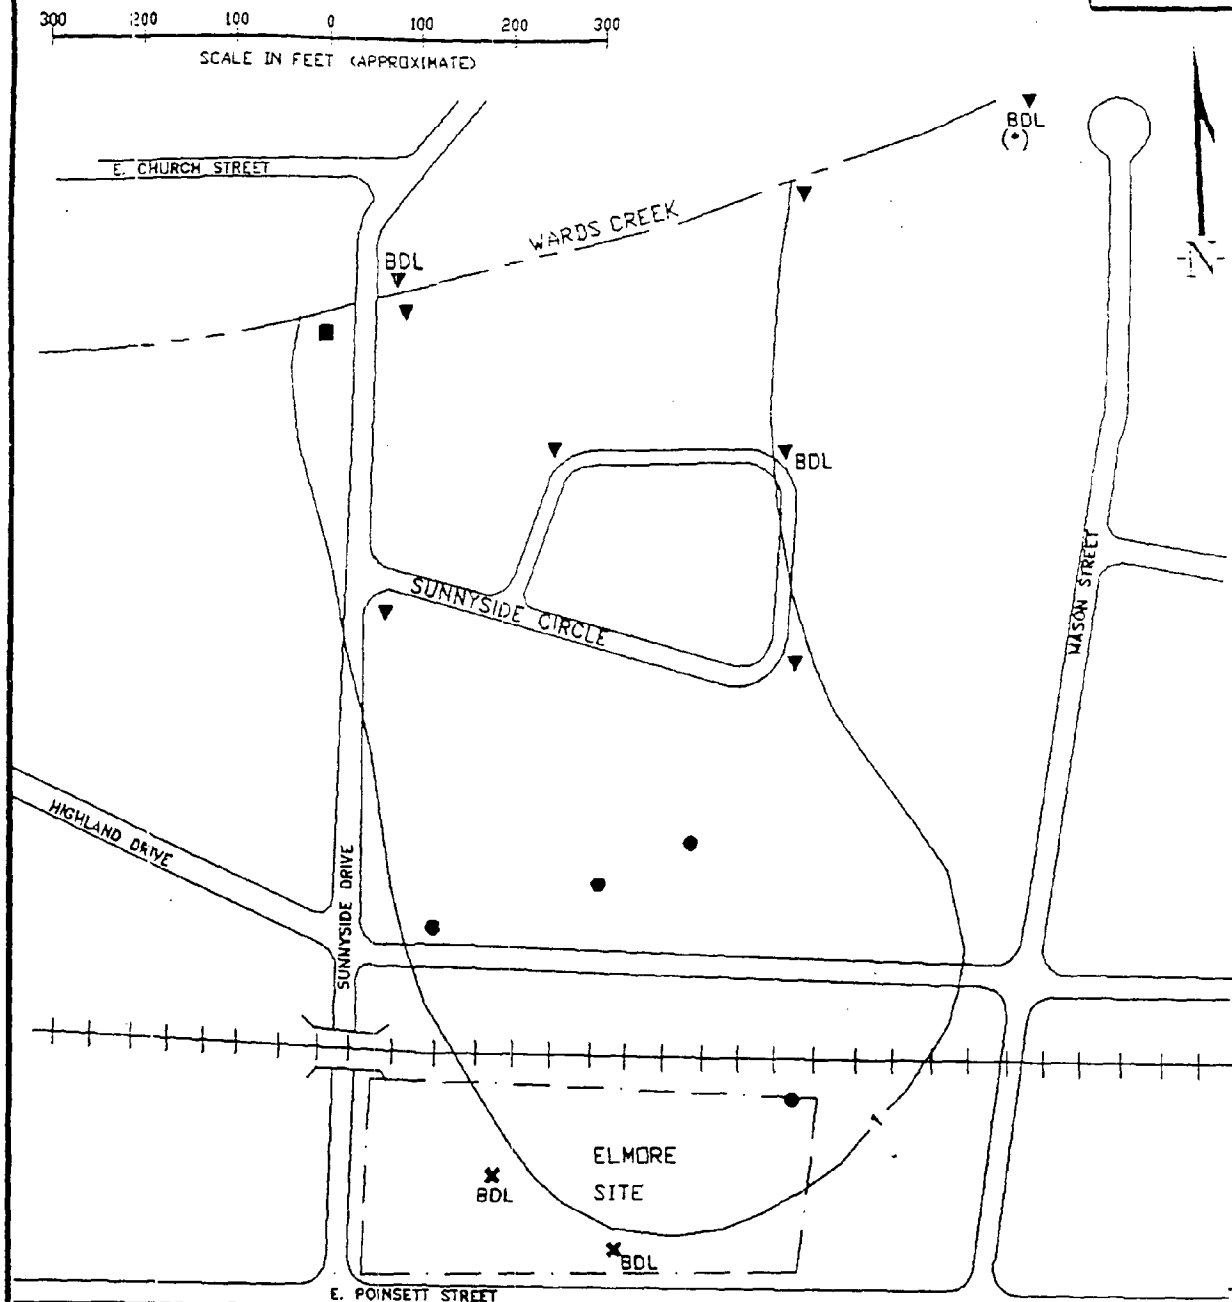 300 200 100 0 100 200 300
SCALE IN FEET (APPROXIMATE)
BDL
(*)
E. CHURCH STREET
WARDS CREEK
BDL
N
BDL
SUNNYSIDE CIRCLE
MASON STREET
HIGHLAND DRIVE
SUNNYSIDE DRIVE
1
ELMORE
SITE
BDL
BDL
E. POINSETT STREET